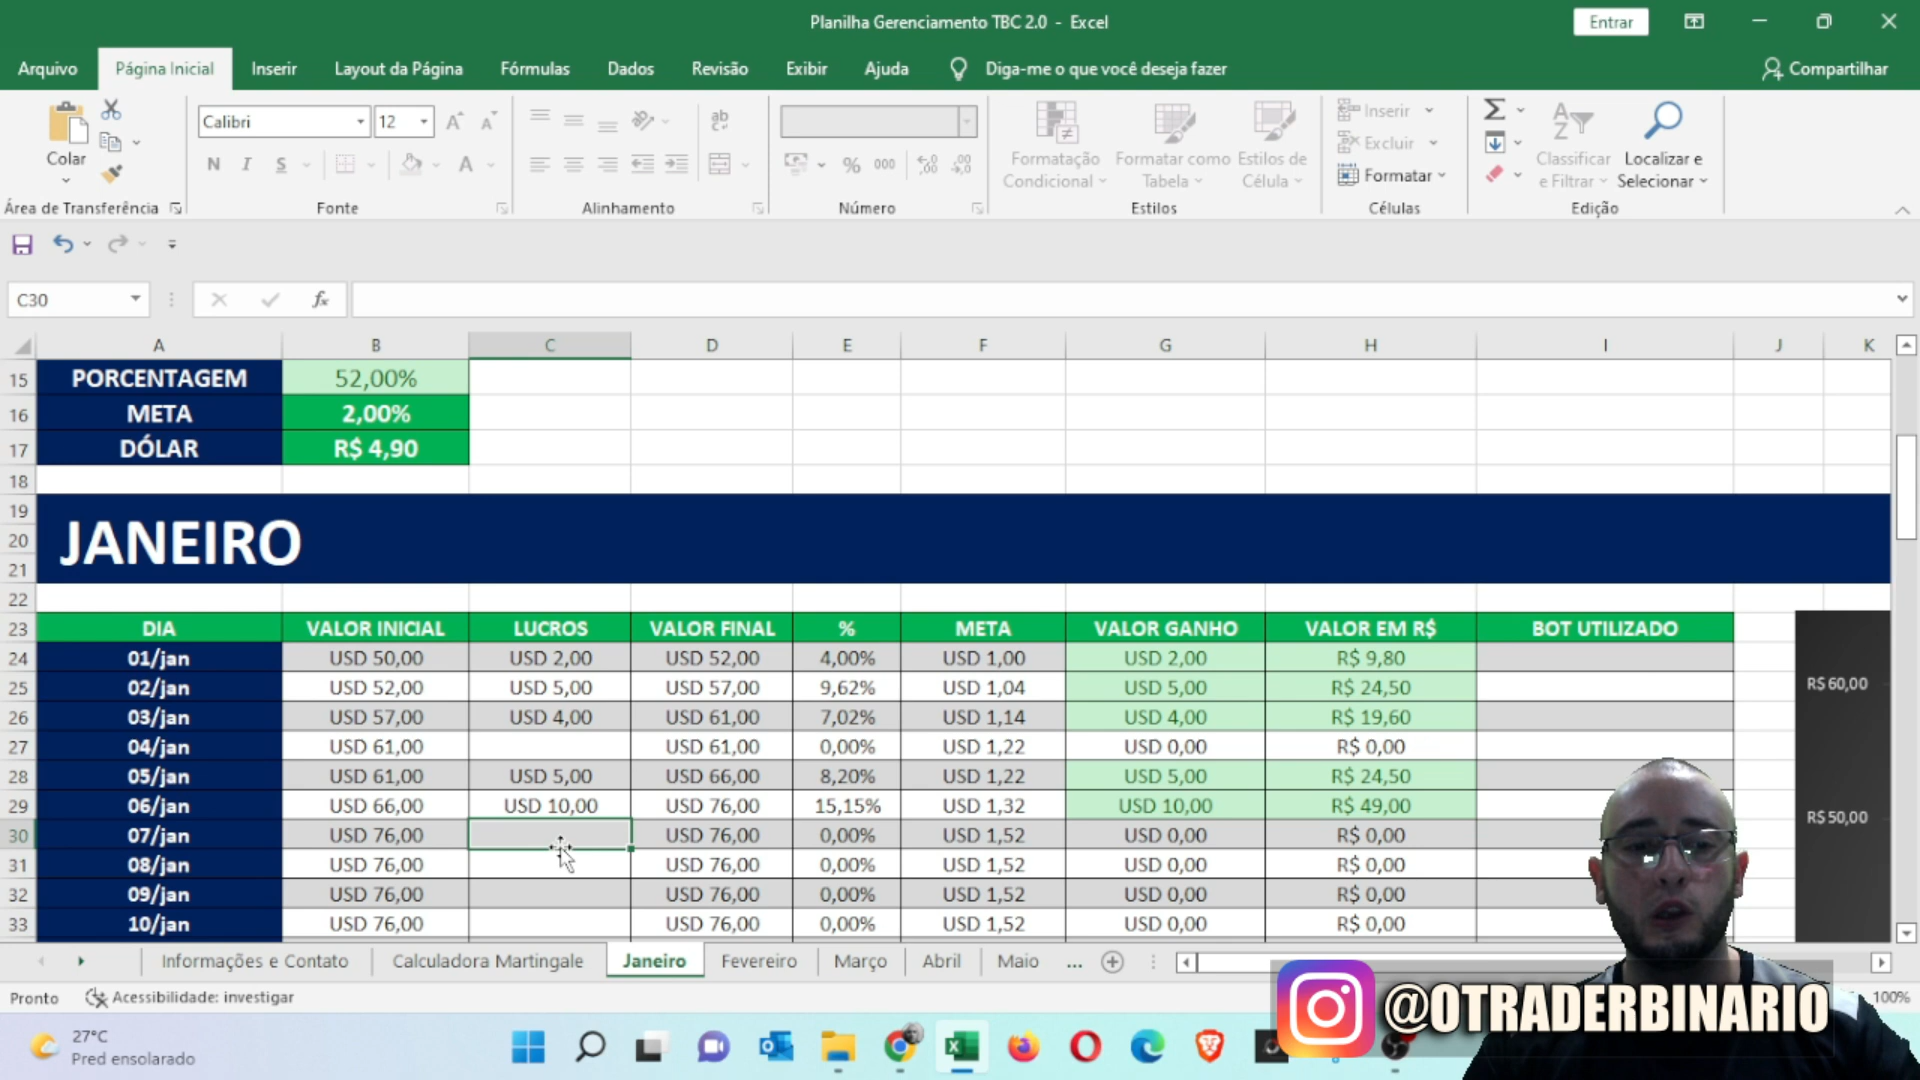 Planilha Gerenciamento TBC 2.0 - Excel
Entrar
Arquivo Página Inicial Inserir Layout da Página Fórmulas Dados Revisão Exibir Ajuda Diga-me o que você deseja fazer Compartilhar
Calibri 12
Colar
N I S A % 000
Formatação Condicional
Formatar como Tabela
Estilos de Célula
Inserir
Excluir
Formatar
Classificar e Filtrar
Localizar e Selecionar
Área de Transferência Fonte Alinhamento Número Estilos Células Edição
C30 fx
A B C D E F G H I J K
15 PORCENTAGEM 52,00%
16 META 2,00%
17 DÓLAR R$ 4,90
18
19
20 JANEIRO
21
22
23 DIA VALOR INICIAL LUCROS VALOR FINAL % META VALOR GANHO VALOR EM R$ BOT UTILIZADO
24 01/jan USD 50,00 USD 2,00 USD 52,00 4,00% USD 1,00 USD 2,00 R$ 9,80
25 02/jan USD 52,00 USD 5,00 USD 57,00 9,62% USD 1,04 USD 5,00 R$ 24,50 R$ 60,00
26 03/jan USD 57,00 USD 4,00 USD 61,00 7,02% USD 1,14 USD 4,00 R$ 19,60
27 04/jan USD 61,00 USD 61,00 0,00% USD 1,22 USD 0,00 R$ 0,00
28 05/jan USD 61,00 USD 5,00 USD 66,00 8,20% USD 1,22 USD 5,00 R$ 24,50
29 06/jan USD 66,00 USD 10,00 USD 76,00 15,15% USD 1,32 USD 10,00 R$ 49,00
30 07/jan USD 76,00 USD 76,00 0,00% USD 1,52 USD 0,00 R$ 0,00 R$ 50,00
31 08/jan USD 76,00 USD 76,00 0,00% USD 1,52 USD 0,00 R$ 0,00
32 09/jan USD 76,00 USD 76,00 0,00% USD 1,52 USD 0,00 R$ 0,00
33 10/jan USD 76,00 USD 76,00 0,00% USD 1,52 USD 0,00 R$ 0,00
Informações e Contato Calculadora Martingale Janeiro Fevereiro Março Abril Maio ...
Pronto Acessibilidade: investigar 100%
@OTRADERBINARIO
27°C
Pred ensolarado